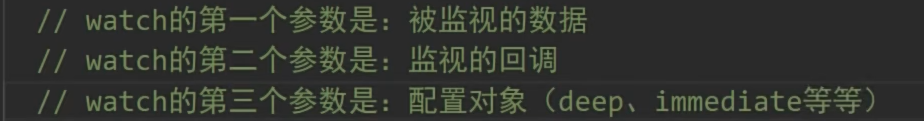 // watch的第一个参数是：被监视的数据
// watch的第二个参数是：监视的回调
// watch的第三个参数是：配置对象（deep、immediate等等）